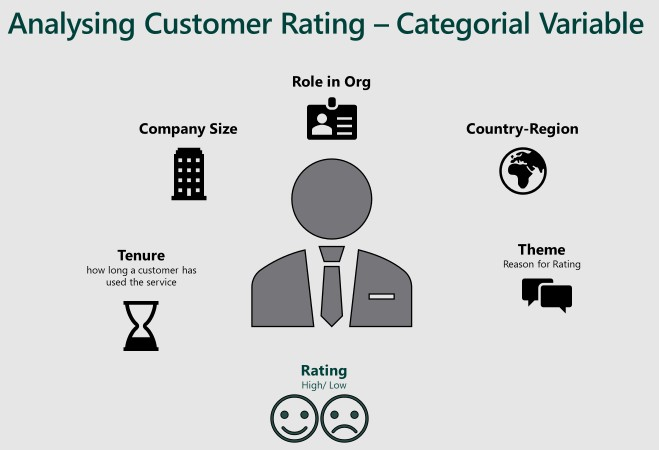 Analysing Customer Rating – Categorial Variable
Role in Org
Company Size
Country-Region
Tenure
how long a customer has
used the service
Theme
Reason for Rating
Rating
High/ Low